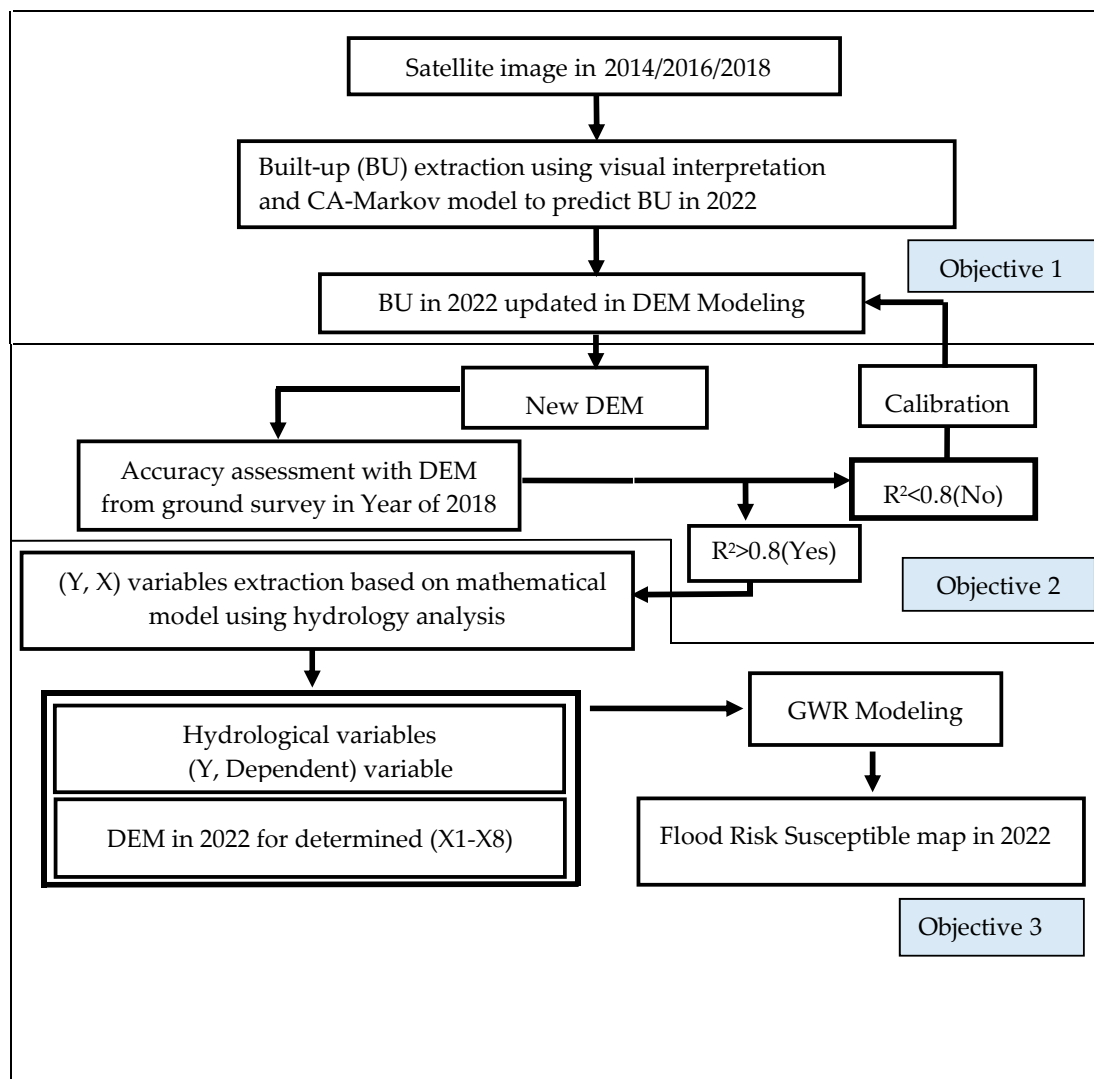 Satellite image in 2014/2016/2018
Built-up (BU) extraction using visual interpretation
and CA-Markov model to predict BU in 2022
Objective 1
BU in 2022 updated in DEM Modeling
New DEM
Calibration
Accuracy assessment with DEM
from ground survey in Year of 2018
R²<0.8(No)
R²>0.8(Yes)
(Y, X) variables extraction based on mathematical
model using hydrology analysis
Objective 2
Hydrological variables
(Y, Dependent) variable
GWR Modeling
DEM in 2022 for determined (X1-X8)
Flood Risk Susceptible map in 2022
Objective 3